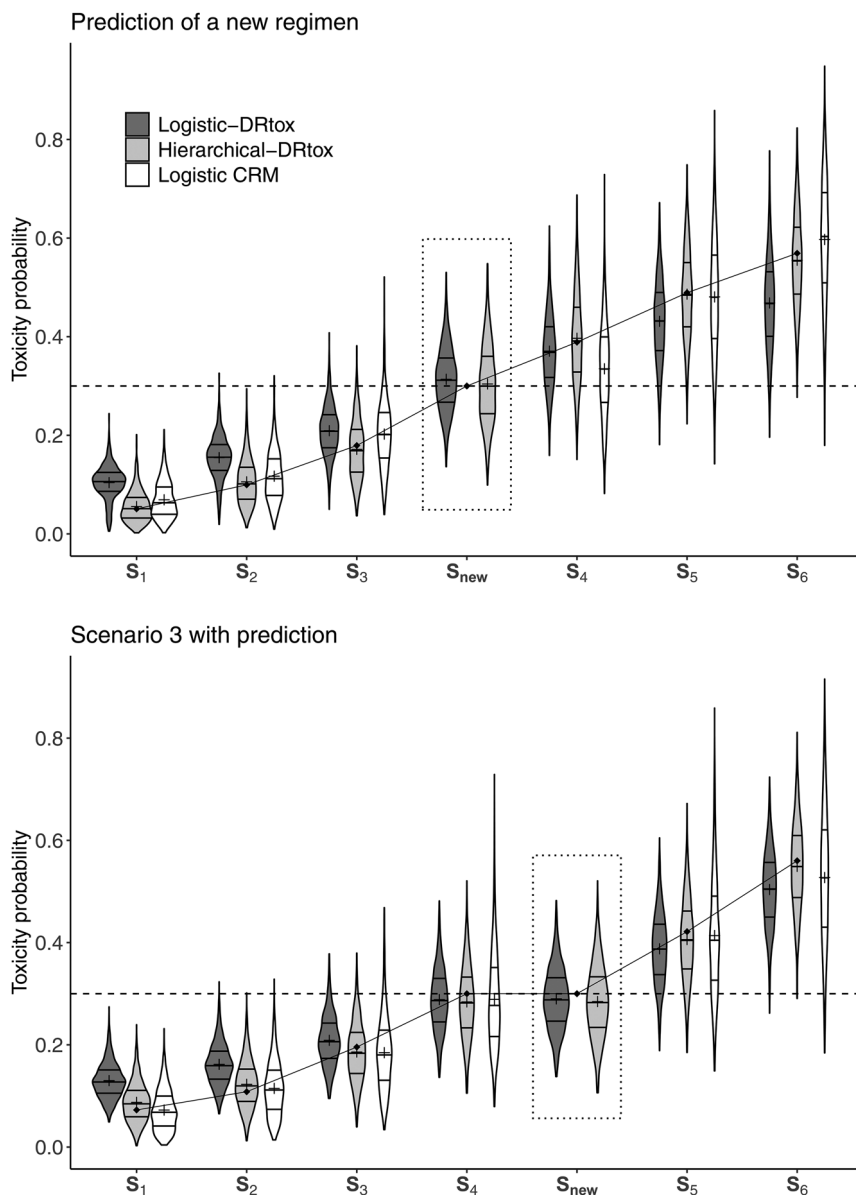 Prediction of a new regimen
Toxicity probability
0.8
0.6
0.4
0.2
0.0
Logistic−DRtox
Hierarchical−DRtox
Logistic CRM
S1 S2 S3 Snew S4 S5 S6
Scenario 3 with prediction
Toxicity probability
0.8
0.6
0.4
0.2
0.0
S1 S2 S3 S4 Snew S5 S6